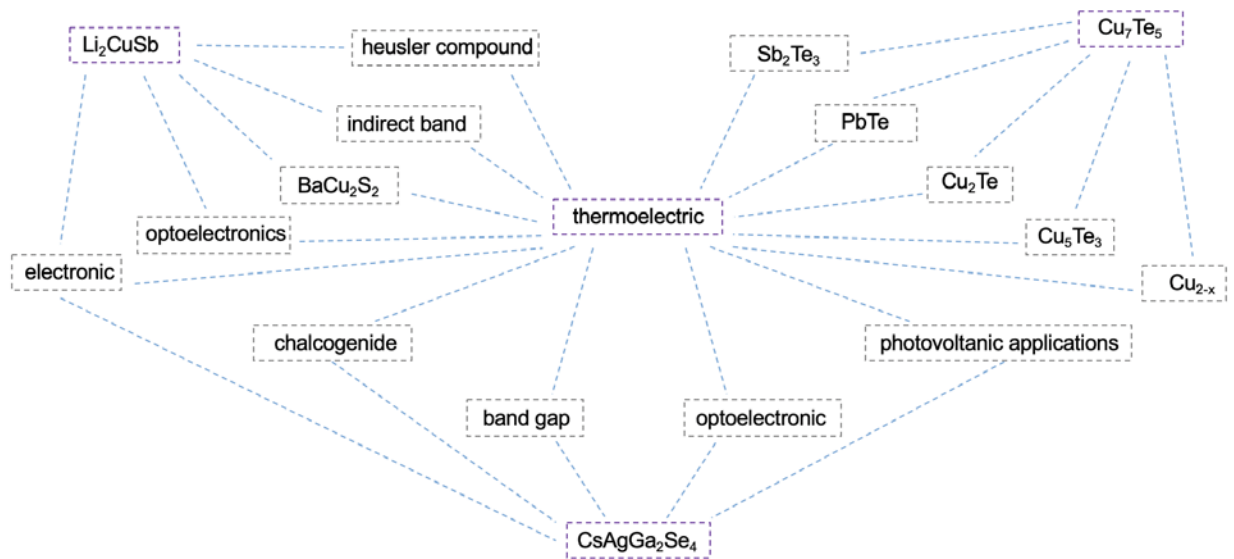 Li₂CuSb
heusler compound
Sb₂Te₃
Cu₇Te₅
indirect band
PbTe
BaCu₂S₂
Cu₂Te
thermoelectric
optoelectronics
Cu₅Te₃
electronic
Cu₂₋ₓ
chalcogenide
photovoltanic applications
band gap
optoelectronic
CsAgGa₂Se₄